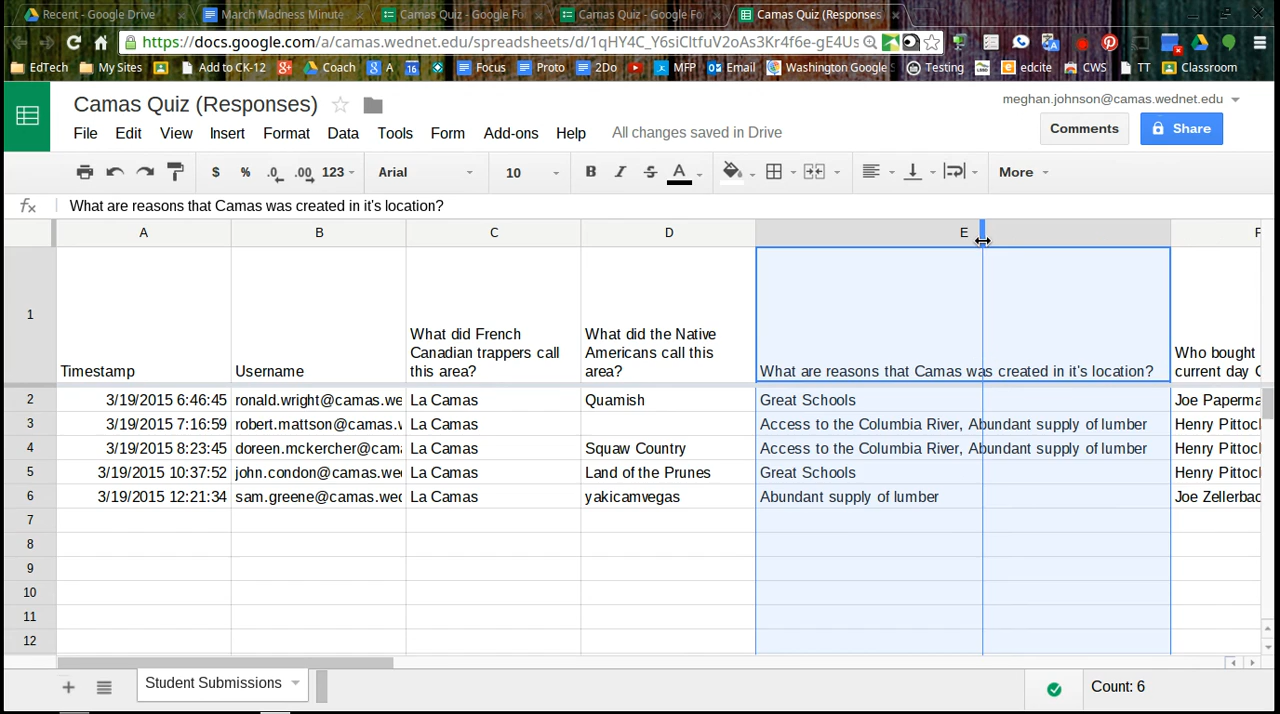 Recent - Google Drive
March Madness Minute
Camas Quiz - Google Fo
Camas Quiz - Google Fo
Camas Quiz (Responses
https://docs.google.com/a/camas.wednet.edu/spreadsheets/d/1qHY4C_Y6siCltfuV2oAs3Kr4f6e-gE4Us
EdTech My Sites Add to CK-12 Coach A 16 Focus Proto 2Do MFP Email Washington Google Testing edcite CWS TT Classroom
Camas Quiz (Responses)
meghan.johnson@camas.wednet.edu
File Edit View Insert Format Data Tools Form Add-ons Help All changes saved in Drive
Comments Share
$ % .0 .00 123 Arial 10 B I S A More
fx What are reasons that Camas was created in it's location?
A B C D E F
1 Timestamp Username What did French Canadian trappers call this area? What did the Native Americans call this area? What are reasons that Camas was created in it's location? Who bought current day C
2 3/19/2015 6:46:45 ronald.wright@camas.we La Camas Quamish Great Schools Joe Paperma
3 3/19/2015 7:16:59 robert.mattson@camas.v La Camas Access to the Columbia River, Abundant supply of lumber Henry Pittoc
4 3/19/2015 8:23:45 doreen.mckercher@cam La Camas Squaw Country Access to the Columbia River, Abundant supply of lumber Henry Pittoc
5 3/19/2015 10:37:52 john.condon@camas.we La Camas Land of the Prunes Great Schools Henry Pittoc
6 3/19/2015 12:21:34 sam.greene@camas.wed La Camas yakicamvegas Abundant supply of lumber Joe Zellerbac
7
8
9
10
11
12
Student Submissions
Count: 6